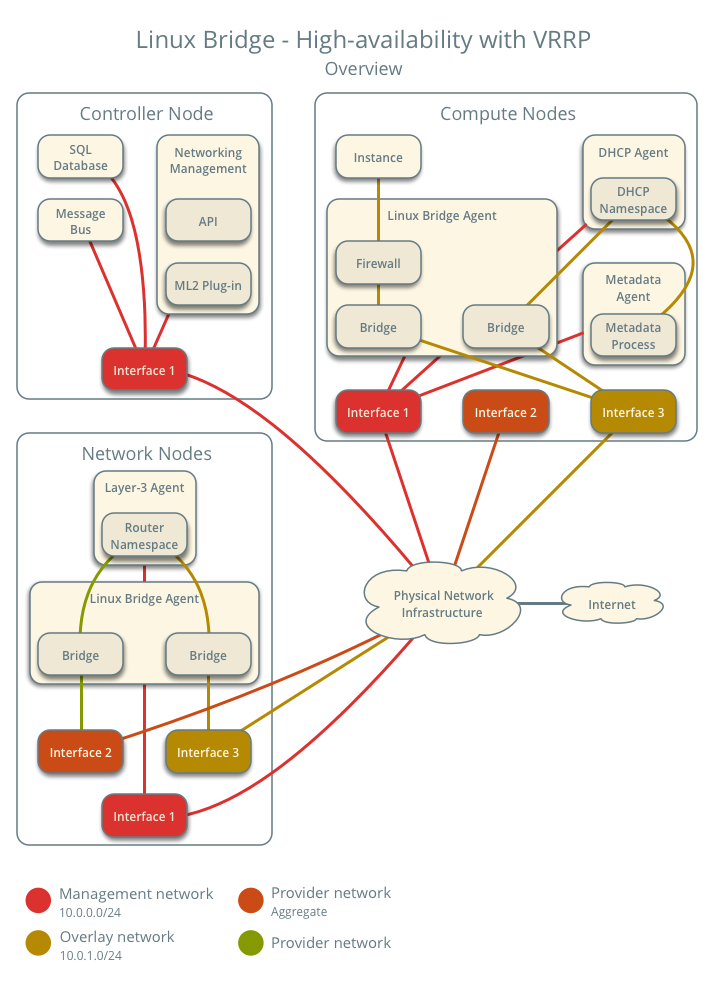 Linux Bridge - High-availability with VRRP
Overview
Controller Node
SQL
Database
Message
Bus
Networking
Management
API
ML2 Plug-in
Interface 1
Compute Nodes
Instance
Linux Bridge Agent
Firewall
Bridge
Bridge
DHCP Agent
DHCP
Namespace
Metadata
Agent
Metadata
Process
Interface 1
Interface 2
Interface 3
Network Nodes
Layer-3 Agent
Router
Namespace
Linux Bridge Agent
Bridge
Bridge
Interface 2
Interface 3
Interface 1
Physical Network
Infrastructure
Internet
Management network
10.0.0.0/24
Provider network
Aggregate
Overlay network
10.0.1.0/24
Provider network